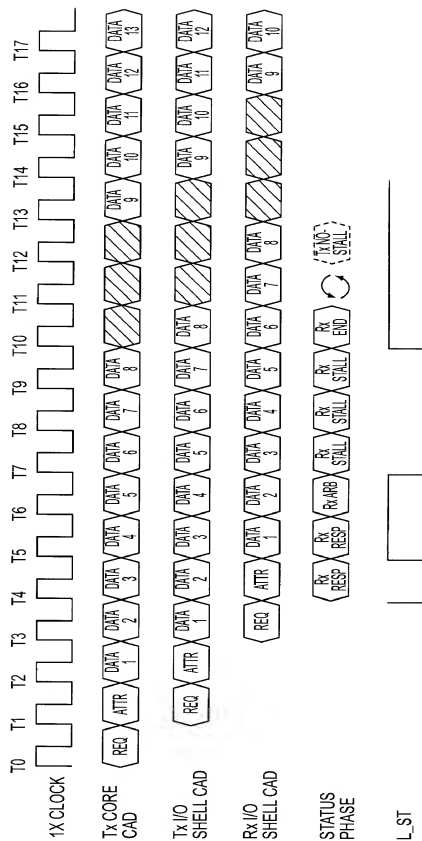 T0 T1 T2 T3 T4 T5 T6 T7 T8 T9 T10 T11 T12 T13 T14 T15 T16 T17
1X CLOCK
Tx CORE
CAD
REQ ATTR DATA 1 DATA 2 DATA 3 DATA 4 DATA 5 DATA 6 DATA 7 DATA 8 DATA 9 DATA 10 DATA 11 DATA 12 DATA 13
Tx I/O
SHELL CAD
REQ ATTR DATA 1 DATA 2 DATA 3 DATA 4 DATA 5 DATA 6 DATA 7 DATA 8 DATA 9 DATA 10 DATA 11 DATA 12
Rx I/O
SHELL CAD
REQ ATTR DATA 1 DATA 2 DATA 3 DATA 4 DATA 5 DATA 6 DATA 7 DATA 8 DATA 9 DATA 10
STATUS
PHASE
Rx RESP Rx RESP Rx ARB Rx STALL Rx STALL Rx STALL Rx END Tx NO-STALL
L_ST